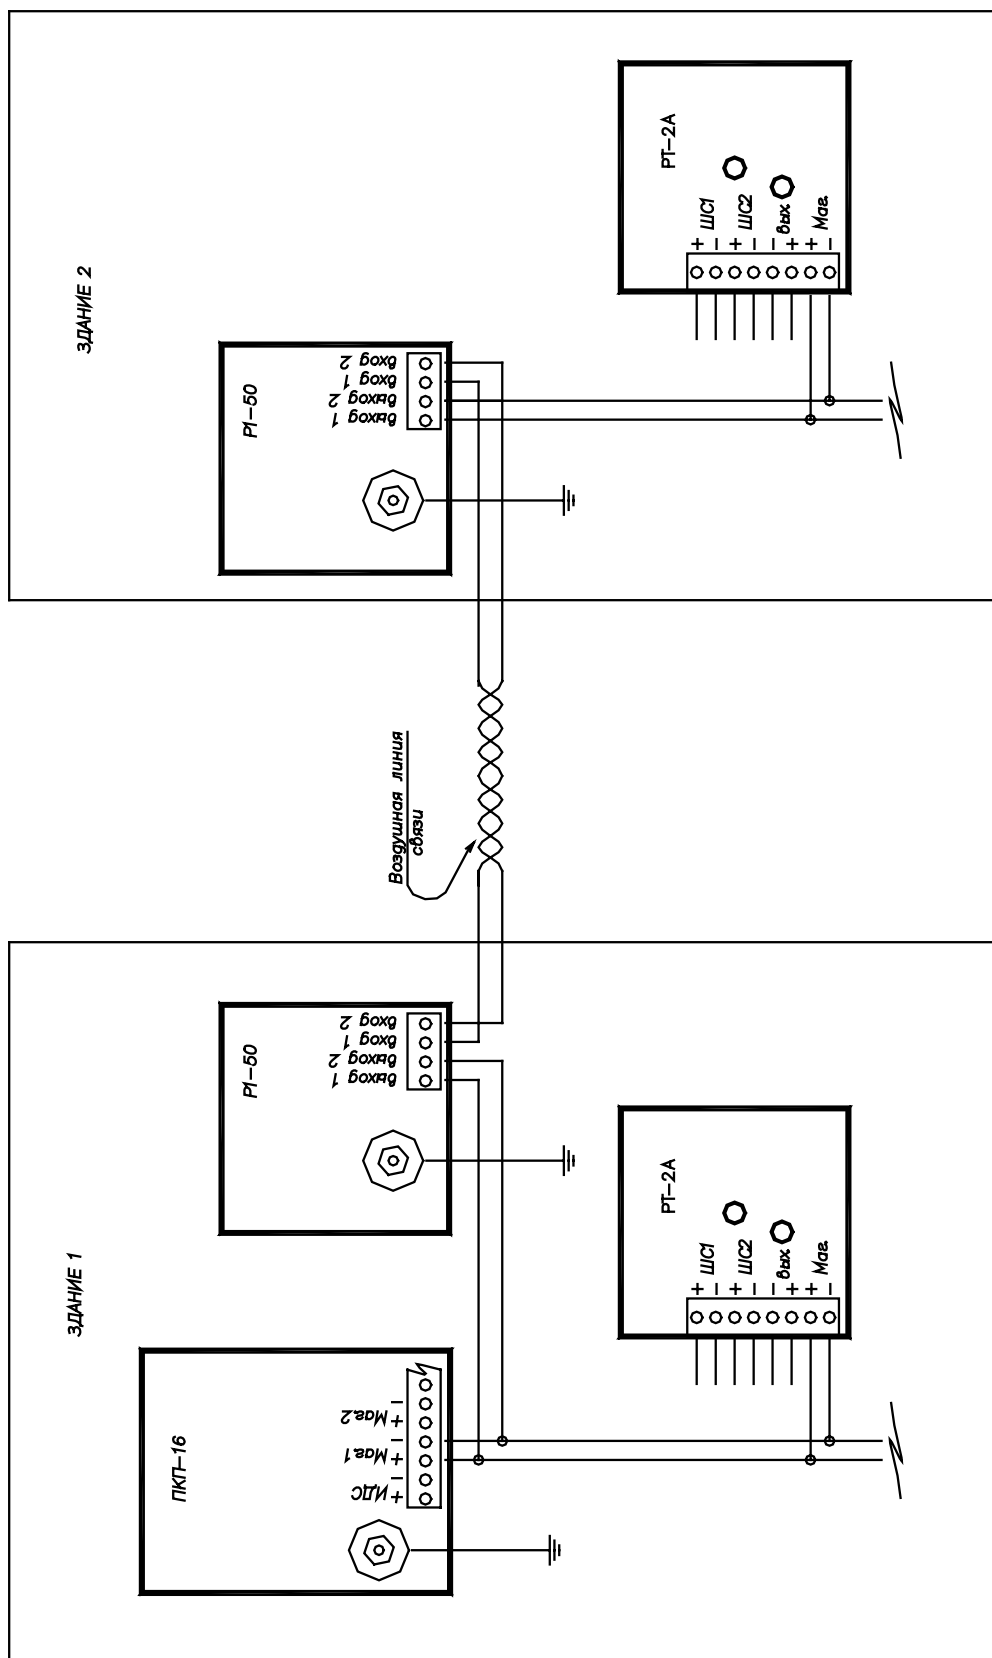 ЗДАНИЕ 2
Р1-50
вход 2
вход 1
выход 2
выход 1
РТ-2А
+ ШС1
-
+ ШС2
-
- вых.
+
+ Маг.
-
Воздушная линия
связи
ЗДАНИЕ 1
Р1-50
вход 2
вход 1
выход 2
выход 1
РТ-2А
+ ШС1
-
+ ШС2
-
- вых.
+
+ Маг.
-
ПКП-16
-
+ Маг.2
-
+ Маг.1
-
+ ИДС